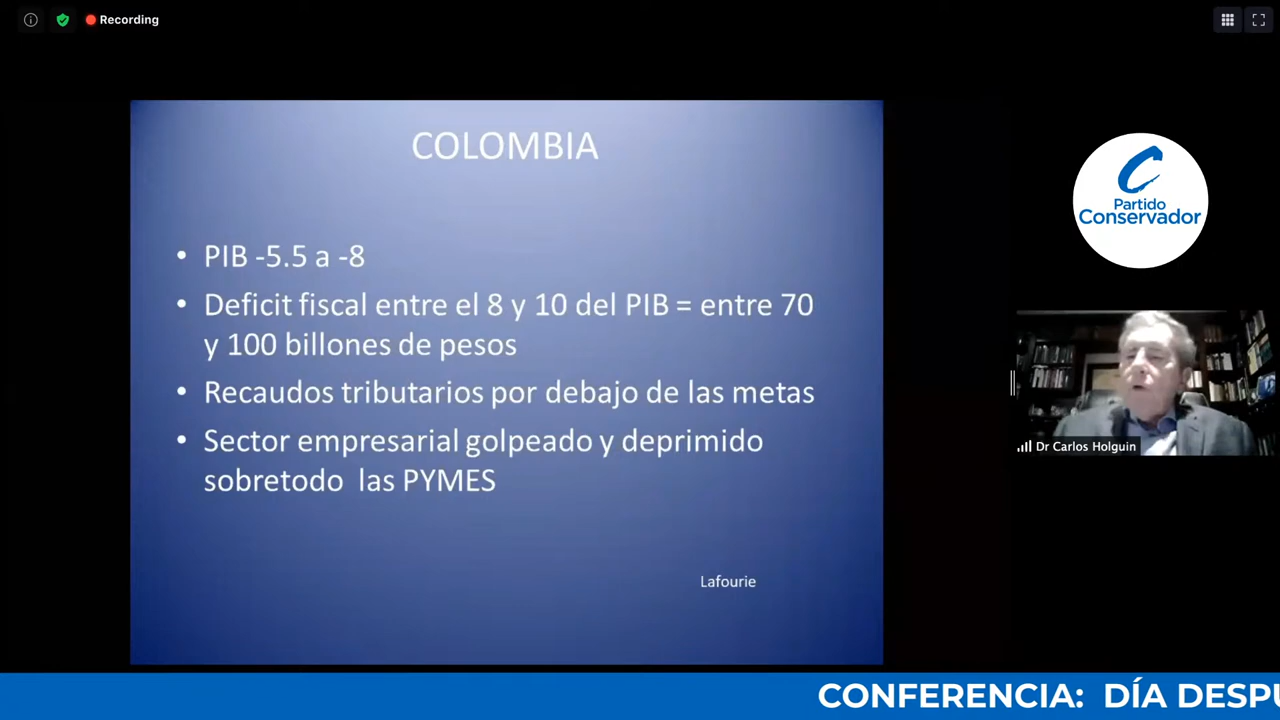 Recording
COLOMBIA
• PIB -5.5 a -8
• Deficit fiscal entre el 8 y 10 del PIB = entre 70
y 100 billones de pesos
• Recaudos tributarios por debajo de las metas
• Sector empresarial golpeado y deprimido
sobretodo las PYMES
Lafourie
Partido
Conservador
Dr Carlos Holguin
CONFERENCIA: DÍA DESPU